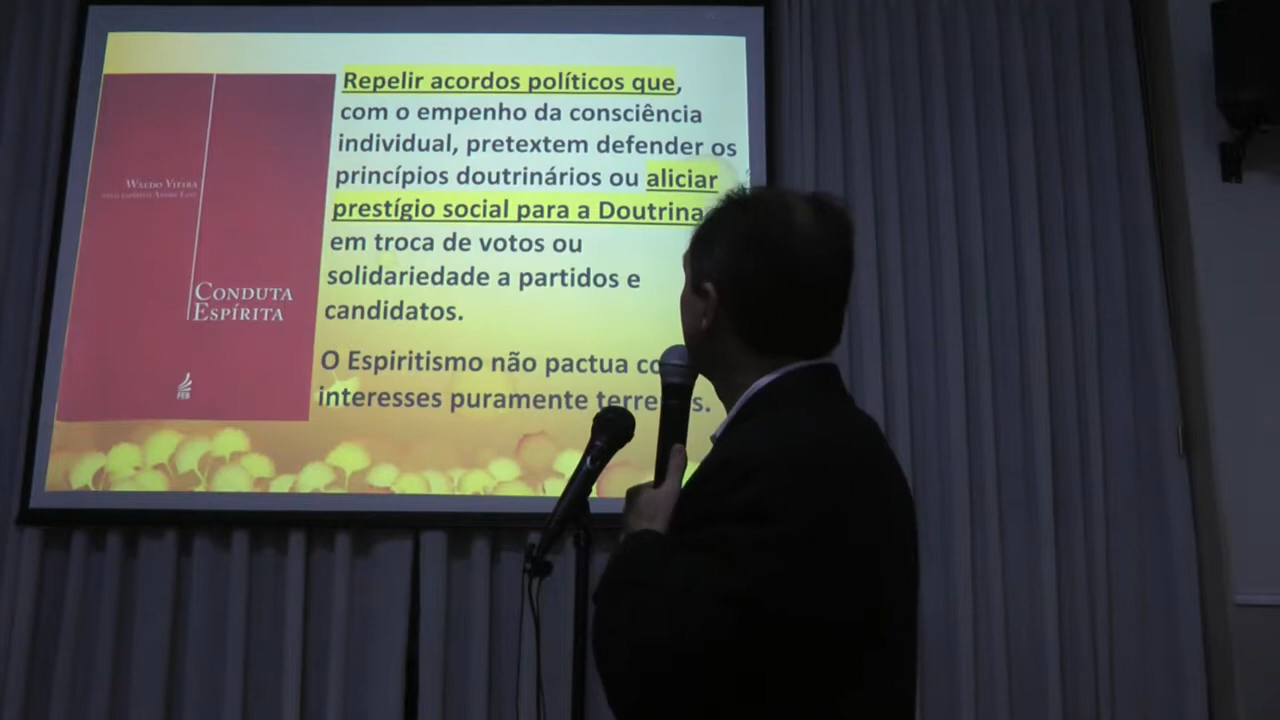 Repelir acordos políticos que,
com o empenho da consciência
individual, pretextem defender os
princípios doutrinários ou aliciar
prestígio social para a Doutrina
em troca de votos ou
solidariedade a partidos e
candidatos.
O Espiritismo não pactua co
interesses puramente terre s.
WALDO VIEIRA
CONDUTA
ESPÍRITA
FEB